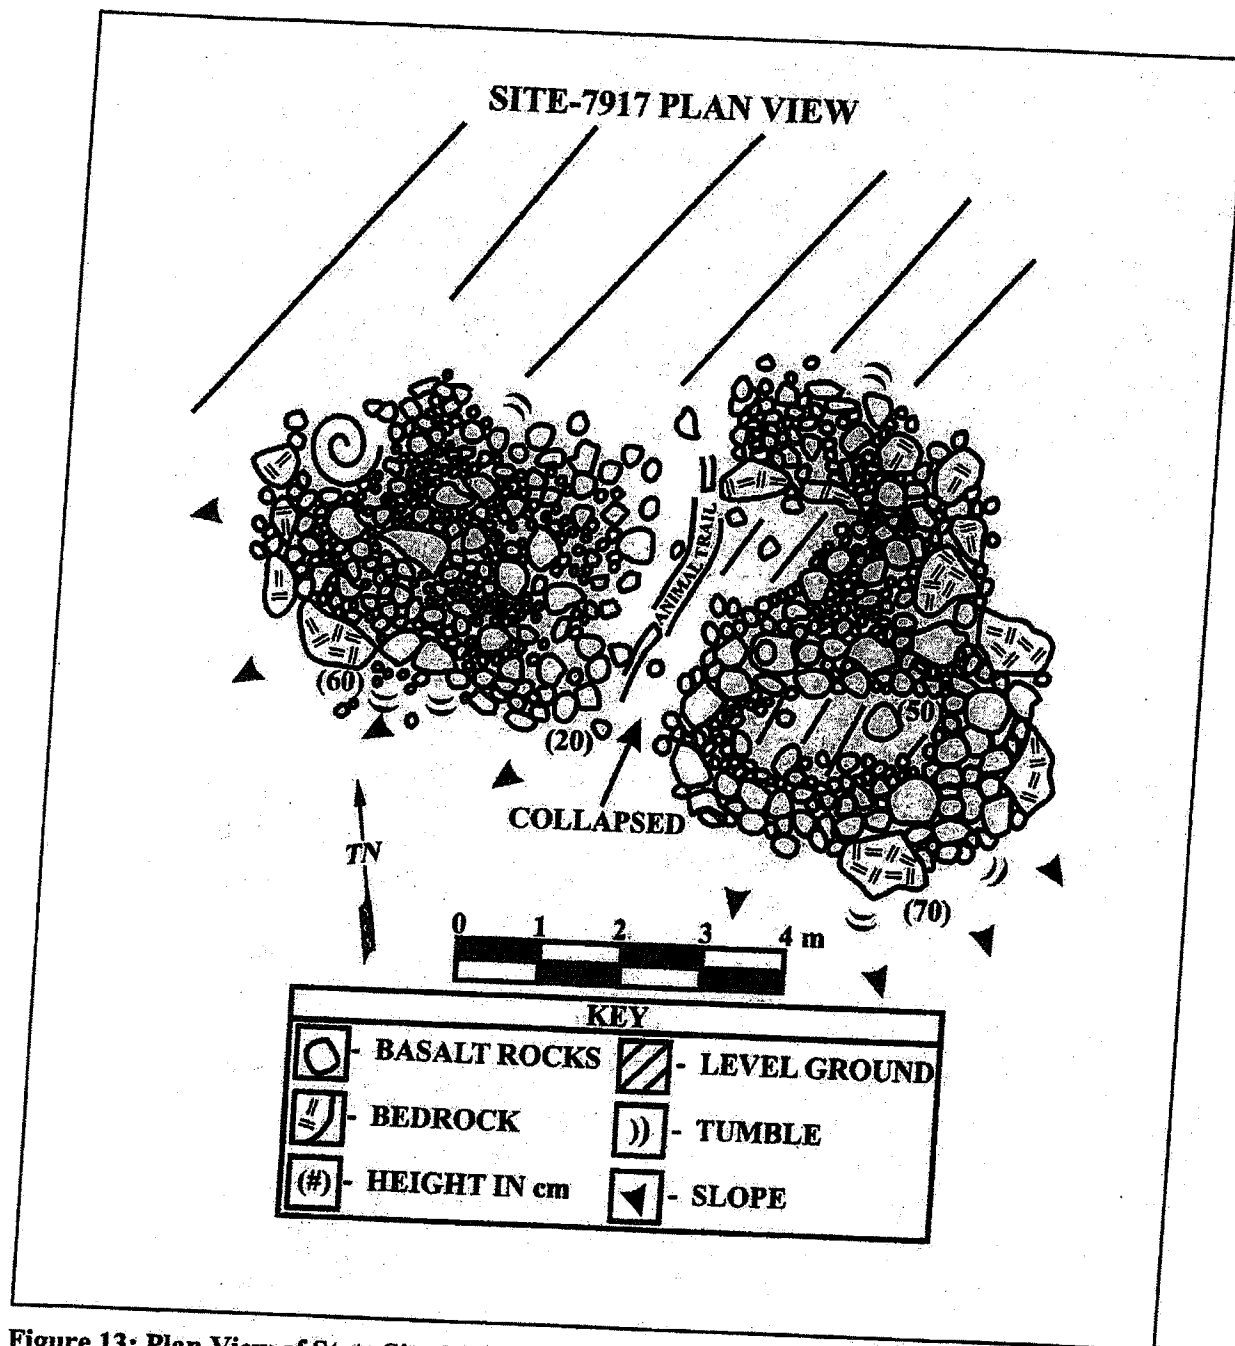 SITE-7917 PLAN VIEW
ANIMAL TRAIL
(60)
(50)
(20)
COLLAPSED
TN
(70)
0 1 2 3 4 m
KEY
- BASALT ROCKS
- LEVEL GROUND
- BEDROCK
)) - TUMBLE
(#) - HEIGHT IN cm
- SLOPE
Figure 13: Plan View of State